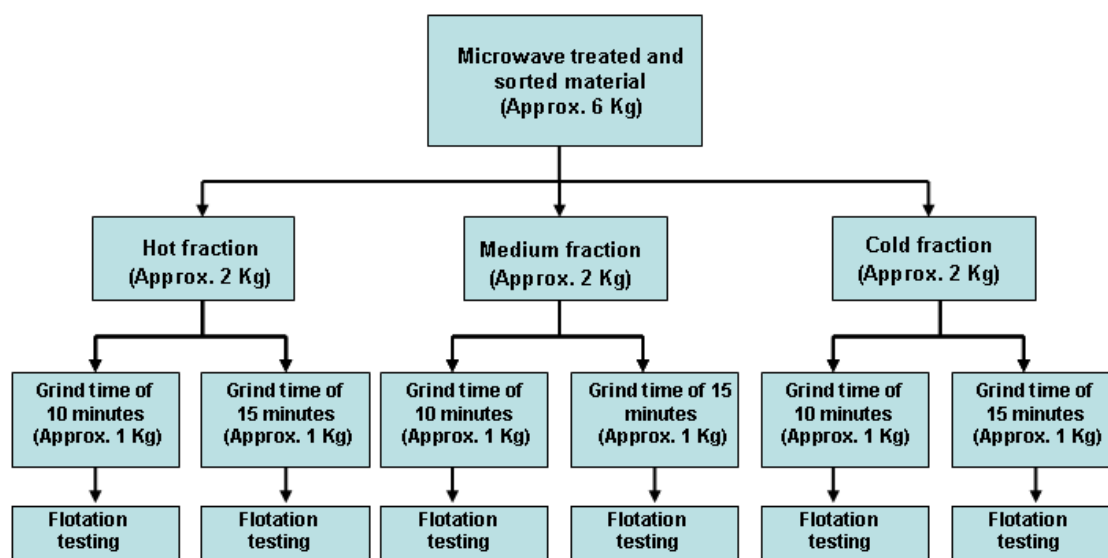 Microwave treated and
sorted material
(Approx. 6 Kg)
Hot fraction
(Approx. 2 Kg)
Medium fraction
(Approx. 2 Kg)
Cold fraction
(Approx. 2 Kg)
Grind time of
10 minutes
(Approx. 1 Kg)
Grind time of
15 minutes
(Approx. 1 Kg)
Grind time of
10 minutes
(Approx. 1 Kg)
Grind time of 15
minutes
(Approx. 1 Kg)
Grind time of
10 minutes
(Approx. 1 Kg)
Grind time of
15 minutes
(Approx. 1 Kg)
Flotation
testing
Flotation
testing
Flotation
testing
Flotation
testing
Flotation
testing
Flotation
testing